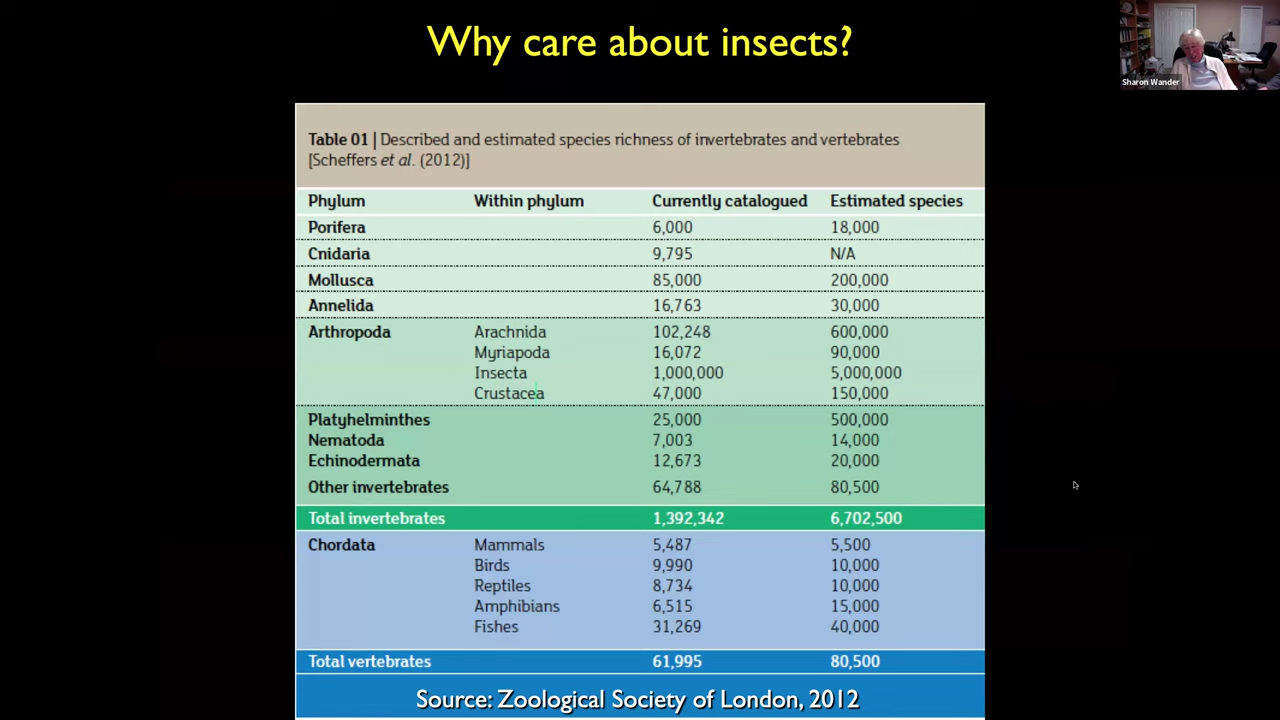 Why care about insects?
Sharon Wander
Table 01 | Described and estimated species richness of invertebrates and vertebrates
[Scheffers et al. (2012)]
Phylum Within phylum Currently catalogued Estimated species
Porifera 6,000 18,000
Cnidaria 9,795 N/A
Mollusca 85,000 200,000
Annelida 16,763 30,000
Arthropoda Arachnida 102,248 600,000
Myriapoda 16,072 90,000
Insecta 1,000,000 5,000,000
Crustacea 47,000 150,000
Platyhelminthes 25,000 500,000
Nematoda 7,003 14,000
Echinodermata 12,673 20,000
Other invertebrates 64,788 80,500
Total invertebrates 1,392,342 6,702,500
Chordata Mammals 5,487 5,500
Birds 9,990 10,000
Reptiles 8,734 10,000
Amphibians 6,515 15,000
Fishes 31,269 40,000
Total vertebrates 61,995 80,500
Source: Zoological Society of London, 2012